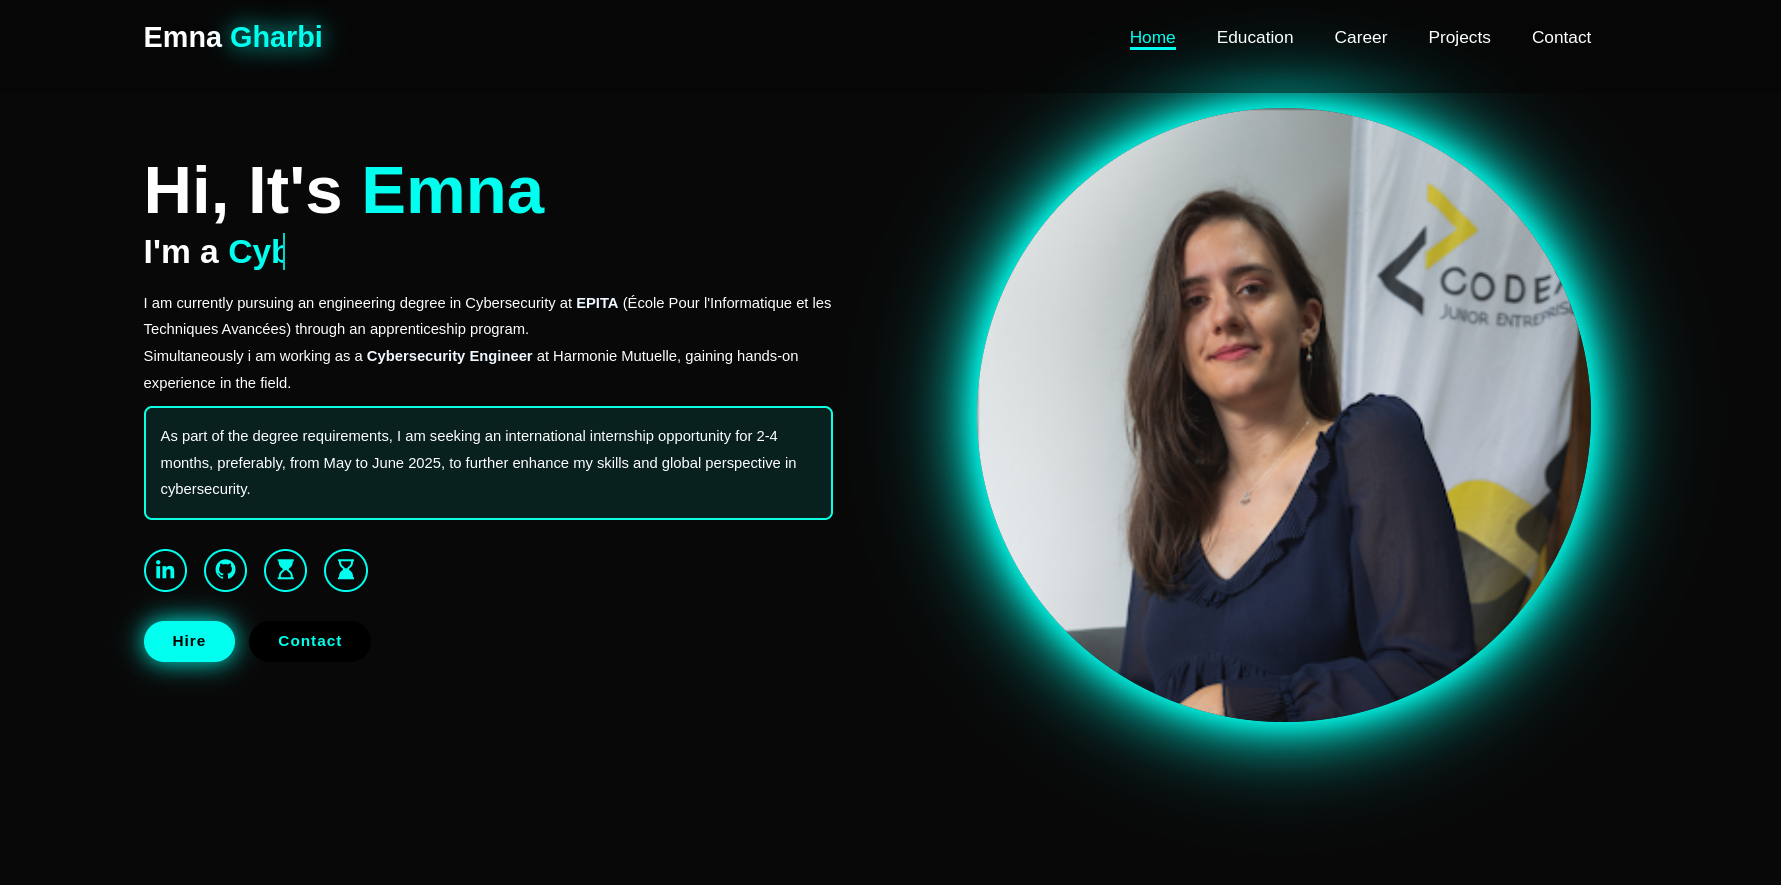 Emna Gharbi
Home Education Career Projects Contact
Hi, It's Emna
I'm a Cyb
I am currently pursuing an engineering degree in Cybersecurity at EPITA (École Pour l'Informatique et les
Techniques Avancées) through an apprenticeship program.
Simultaneously i am working as a Cybersecurity Engineer at Harmonie Mutuelle, gaining hands-on
experience in the field.
As part of the degree requirements, I am seeking an international internship opportunity for 2-4
months, preferably, from May to June 2025, to further enhance my skills and global perspective in
cybersecurity.
in
Hire Contact
CODE
JUNIOR ENTREPRIS